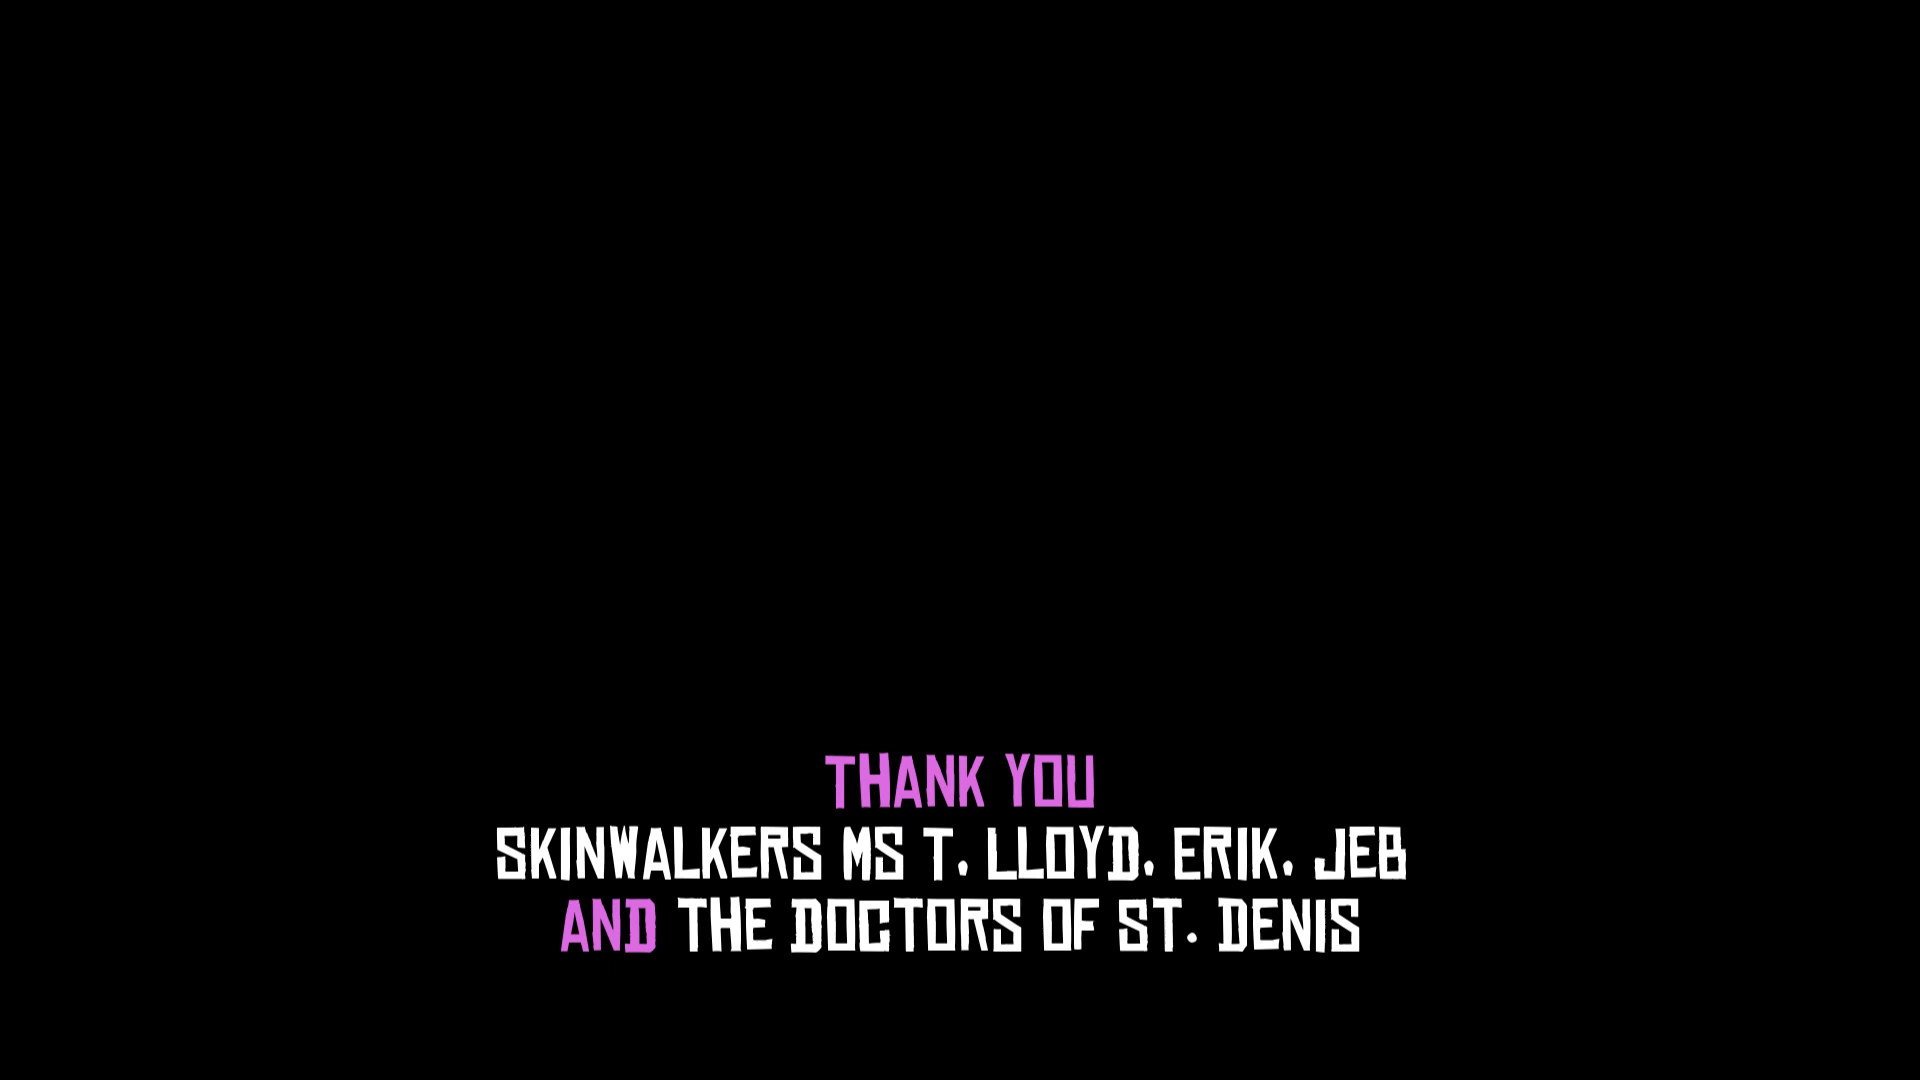 THANK YOU
SKINWALKERS MS T, LLOYD, ERIK, JEB
AND THE DOCTORS OF ST. DENIS